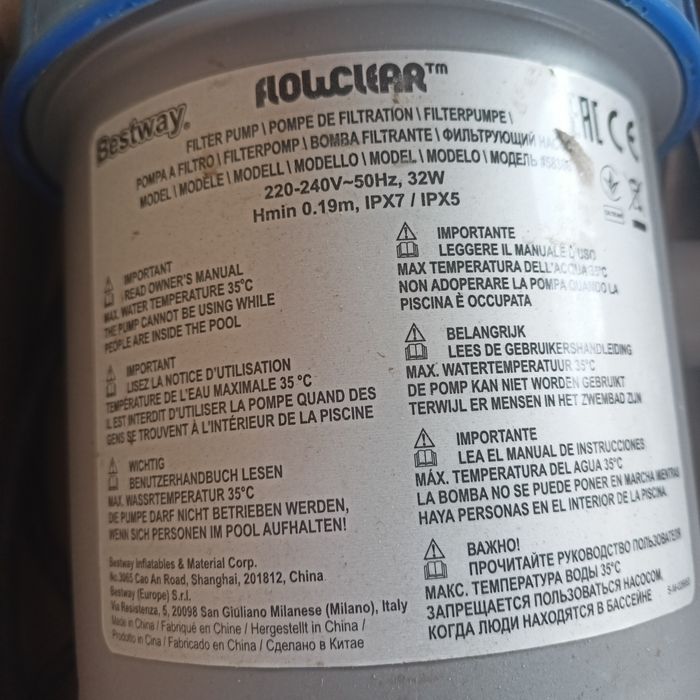 FLOWCLEAR™
Bestway®
FILTER PUMP \ POMPE DE FILTRATION \ FILTERPUMPE \
POMPA A FILTRO \ FILTERPOMP \ BOMBA FILTRANTE \ ФИЛЬТРУЮЩИЙ
MODEL \ MODÈLE \ MODELL \ MODELLO \ MODEL \ MODELO \ МОДЕЛЬ
220-240V~50Hz, 32W
Hmin 0.19m, IPX7 / IPX5
EAC CE
IMPORTANT
READ OWNER'S MANUAL
MAX. WATER TEMPERATURE 35°C
THE PUMP CANNOT BE USING WHILE
PEOPLE ARE INSIDE THE POOL
IMPORTANT
LISEZ LA NOTICE D'UTILISATION
TEMPÉRATURE DE L'EAU MAXIMALE 35 °C
IL EST INTERDIT D'UTILISER LA POMPE QUAND DES
GENS SE TROUVENT À L'INTÉRIEUR DE LA PISCINE
WICHTIG
BENUTZERHANDBUCH LESEN
MAX. WASSRTEMPERATUR 35°C
DIE PUMPE DARF NICHT BETRIEBEN WERDEN,
WENN SICH PERSONEN IM POOL AUFHALTEN!
Bestway Inflatables & Material Corp.
No.3065 Cao An Road, Shanghai, 201812, China
Bestway (Europe) S.r.l.
Via Resistenza, 5, 20098 San Giuliano Milanese (Milano), Italy
Made in China / Fabriqué en Chine / Hergestellt in China /
Prodotto in Cina / Fabricado en China / Сделано в Китае
IMPORTANTE
LEGGERE IL MANUALE D'USO
MAX TEMPERATURA DELL'ACQUA 35°C
NON ADOPERARE LA POMPA QUANDO LA
PISCINA È OCCUPATA
BELANGRIJK
LEES DE GEBRUIKERSHANDLEIDING
MAX. WATERTEMPERATUUR 35°C
DE POMP KAN NIET WORDEN GEBRUIKT
TERWIJL ER MENSEN IN HET ZWEMBAD ZIJN
IMPORTANTE
LEA EL MANUAL DE INSTRUCCIONES
MÁX. TEMPERATURA DEL AGUA 35°C
LA BOMBA NO SE PUEDE PONER EN MARCHA MIENTRAS
HAYA PERSONAS EN EL INTERIOR DE LA PISCINA
ВАЖНО!
ПРОЧИТАЙТЕ РУКОВОДСТВО ПОЛЬЗОВАТЕЛЯ
МАКС. ТЕМПЕРАТУРА ВОДЫ 35°C
ЗАПРЕЩАЕТСЯ ПОЛЬЗОВАТЬСЯ НАСОСОМ,
КОГДА ЛЮДИ НАХОДЯТСЯ В БАССЕЙНЕ